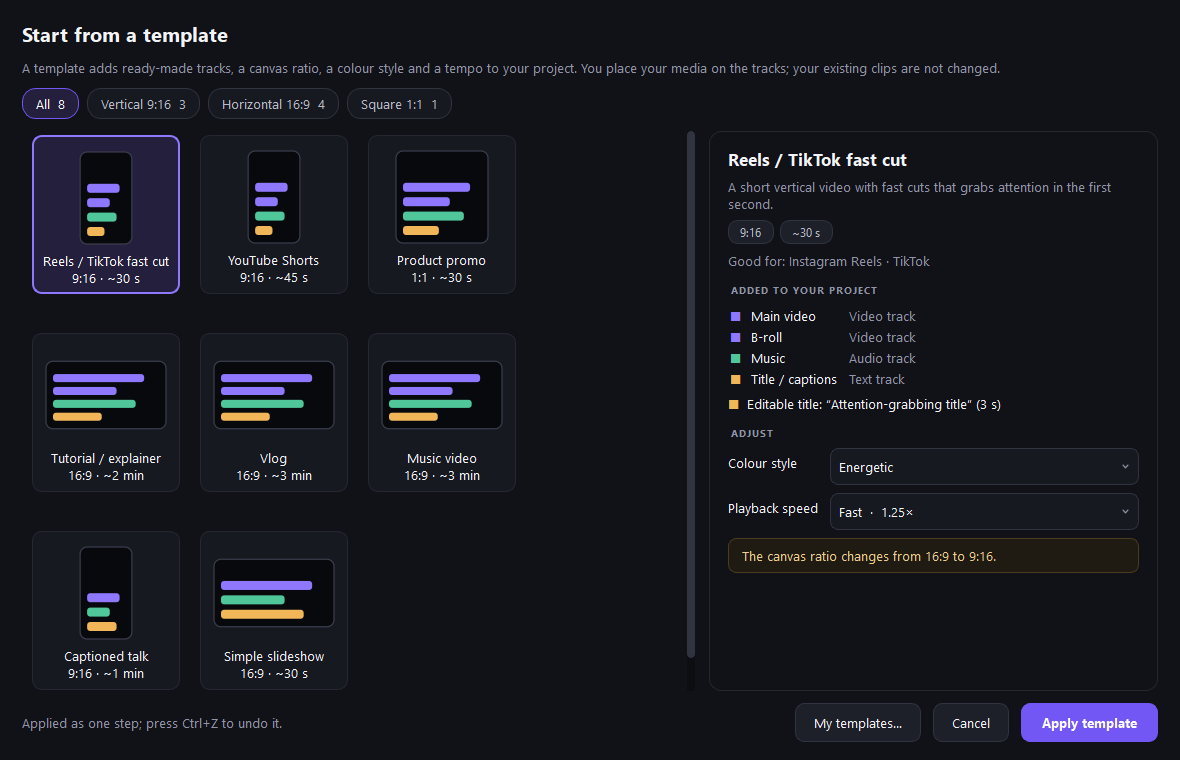 Start from a template
A template adds ready-made tracks, a canvas ratio, a colour style and a tempo to your project. You place your media on the tracks; your existing clips are not changed.
All 8
Vertical 9:16 3
Horizontal 16:9 4
Square 1:1 1
Reels / TikTok fast cut
9:16 · ~30 s
YouTube Shorts
9:16 · ~45 s
Product promo
1:1 · ~30 s
Tutorial / explainer
16:9 · ~2 min
Vlog
16:9 · ~3 min
Music video
16:9 · ~3 min
Captioned talk
9:16 · ~1 min
Simple slideshow
16:9 · ~30 s
Reels / TikTok fast cut
A short vertical video with fast cuts that grabs attention in the first
second.
9:16
~30 s
Good for: Instagram Reels · TikTok
ADDED TO YOUR PROJECT
Main video Video track
B-roll Video track
Music Audio track
Title / captions Text track
Editable title: “Attention-grabbing title” (3 s)
ADJUST
Colour style Energetic
Playback speed Fast · 1.25×
The canvas ratio changes from 16:9 to 9:16.
Applied as one step; press Ctrl+Z to undo it.
My templates...
Cancel
Apply template